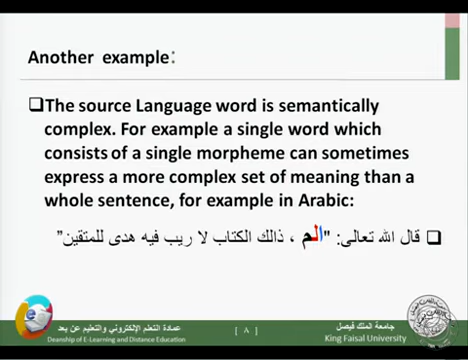 Another example:
❑The source Language word is semantically
complex. For example a single word which
consists of a single morpheme can sometimes
express a more complex set of meaning than a
whole sentence, for example in Arabic:
❑ قال الله تعالى: "الم ، ذالك الكتاب لا ريب فيه هدى للمتقين"
عمادة التعلم الإلكتروني والتعليم عن بعد
Deanship of E-Learning and Distance Education
[ ٨ ]
جامعة الملك فيصل
King Faisal University